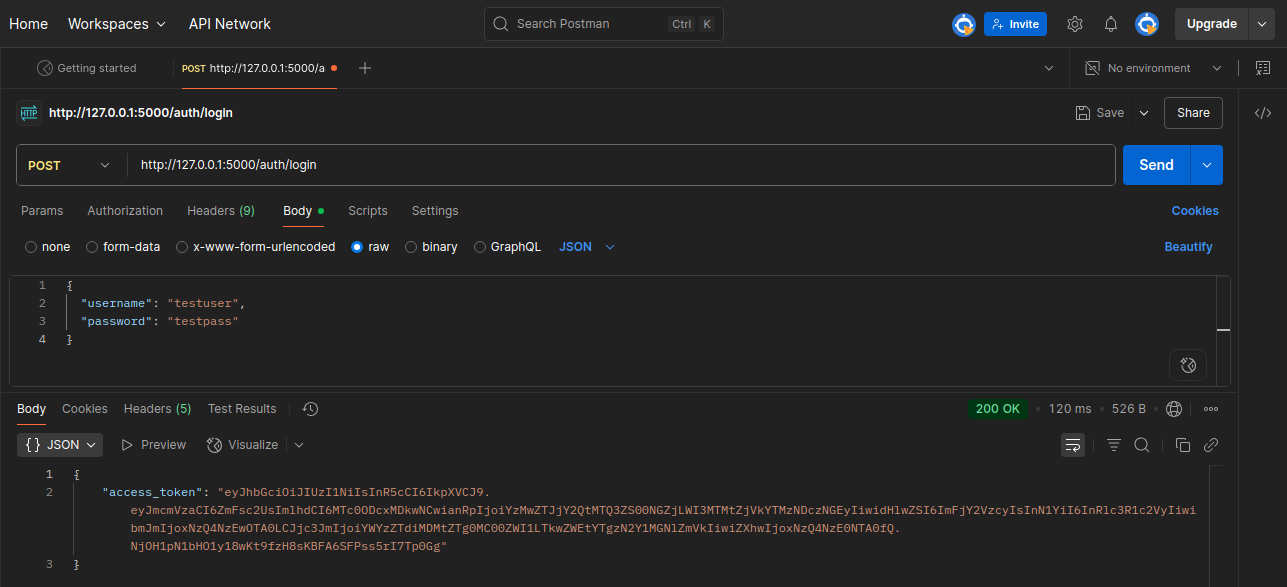 Home Workspaces API Network Search Postman Ctrl K Invite Upgrade
Getting started POST http://127.0.0.1:5000/a No environment
HTTP http://127.0.0.1:5000/auth/login Save Share
POST http://127.0.0.1:5000/auth/login Send
Params Authorization Headers (9) Body Scripts Settings Cookies
none form-data x-www-form-urlencoded raw binary GraphQL JSON Beautify
1 {
2 "username": "testuser",
3 "password": "testpass"
4 }
Body Cookies Headers (5) Test Results 200 OK • 120 ms • 526 B •
{} JSON Preview Visualize
1 {
2 "access_token": "eyJhbGciOiJIUzI1NiIsInR5cCI6IkpXVCJ9.
eyJmcmVzaCI6ZmFsc2UsImlhdCI6MTc0ODcxMDkwNCwianRpIjoiYzMwZTJjY2QtMTQ3ZS00NGZjLWI3MTMtZjVkYTMzNDczNGEyIiwidHlwZSI6ImFjY2VzcyIsInN1YiI6InRlc3R1c2VyIiwi
bmJmIjoxNzQ4NzEwOTA0LCJjc3JmIjoiYWYzZTdiMDMtZTg0MC00ZWI1LTkwZWEtYTgzN2Y1MGNlZmVkIiwiZXhwIjoxNzQ4NzE0NTA0fQ.
NjOH1pN1bHO1y18wKt9fzH8sKBFA6SFPss5rI7Tp0Gg"
3 }